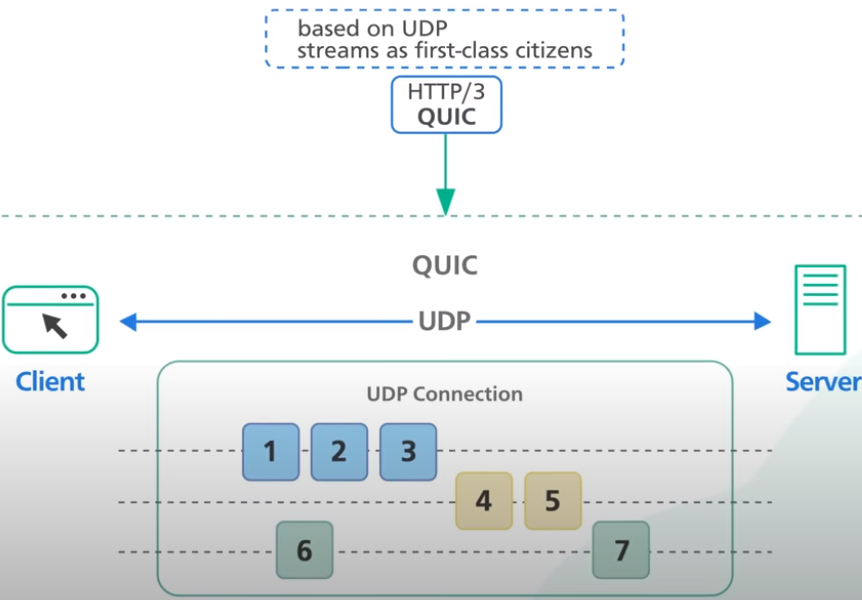 based on UDP
streams as first-class citizens
HTTP/3
QUIC
QUIC
UDP
Client
Server
UDP Connection
1 2 3
4 5
6 7